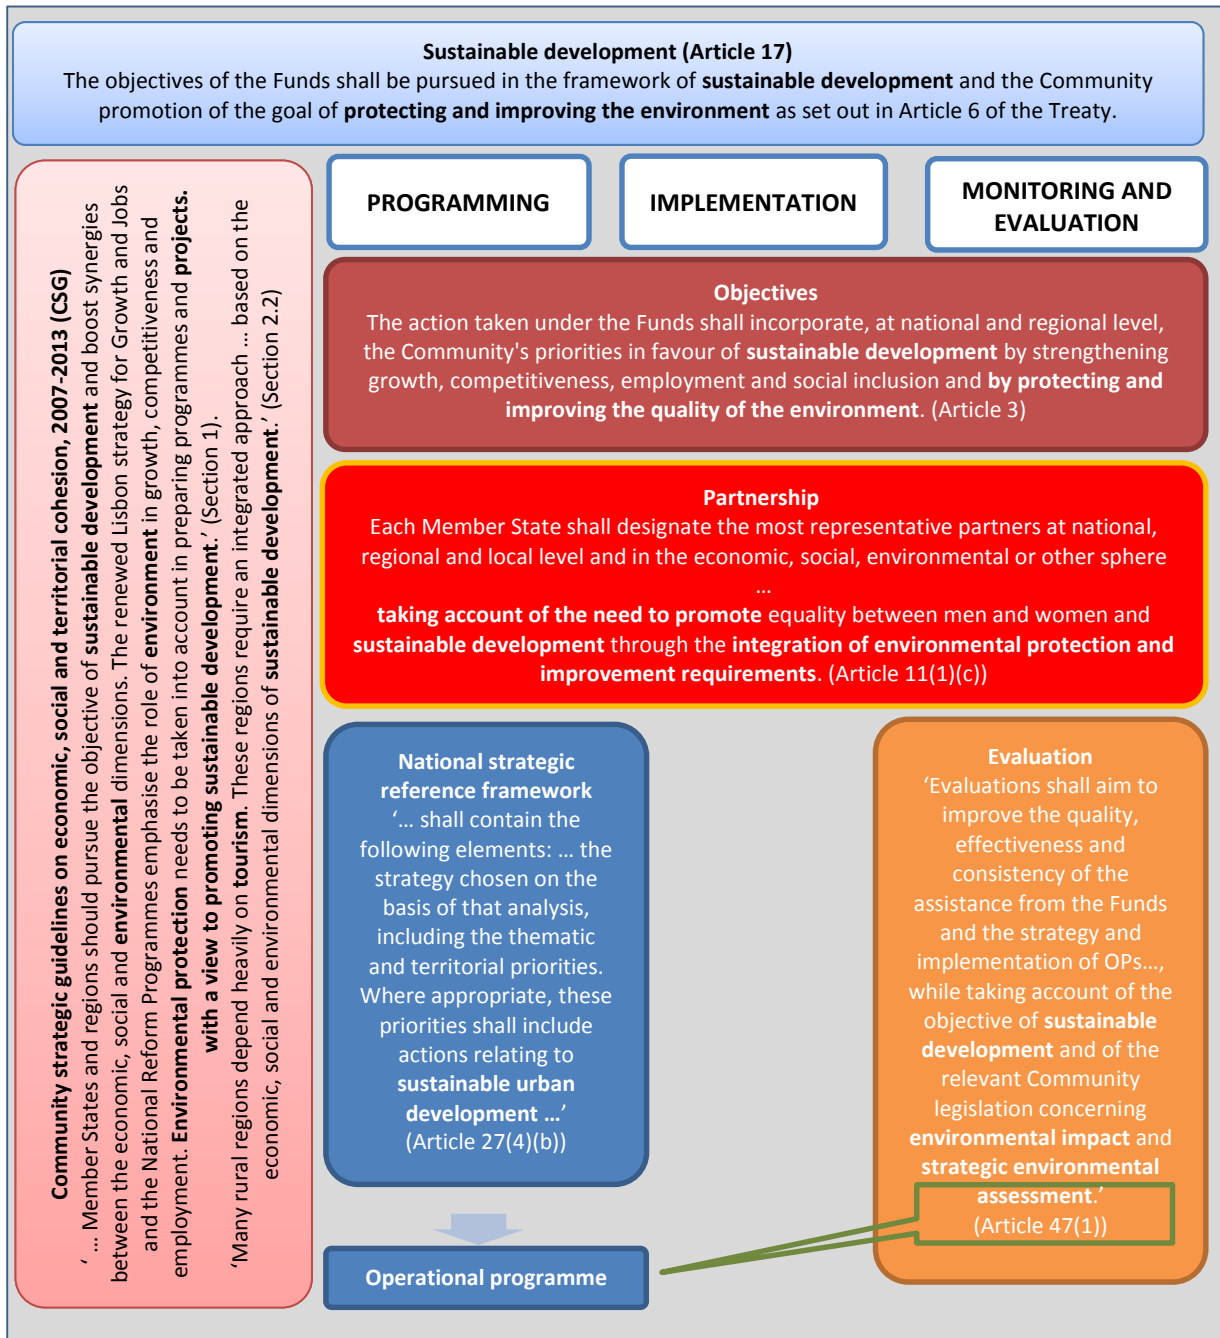 Sustainable development (Article 17)
The objectives of the Funds shall be pursued in the framework of sustainable development and the Community
promotion of the goal of protecting and improving the environment as set out in Article 6 of the Treaty.
Community strategic guidelines on economic, social and territorial cohesion, 2007-2013 (CSG)
‘ … Member States and regions should pursue the objective of sustainable development and boost synergies
between the economic, social and environmental dimensions. The renewed Lisbon strategy for Growth and Jobs
and the National Reform Programmes emphasise the role of environment in growth, competitiveness and
employment. Environmental protection needs to be taken into account in preparing programmes and projects.
with a view to promoting sustainable development.’ (Section 1).
‘Many rural regions depend heavily on tourism. These regions require an integrated approach … based on the
economic, social and environmental dimensions of sustainable development.’ (Section 2.2)
PROGRAMMING
IMPLEMENTATION
MONITORING AND
EVALUATION
Objectives
The action taken under the Funds shall incorporate, at national and regional level,
the Community's priorities in favour of sustainable development by strengthening
growth, competitiveness, employment and social inclusion and by protecting and
improving the quality of the environment. (Article 3)
Partnership
Each Member State shall designate the most representative partners at national,
regional and local level and in the economic, social, environmental or other sphere
…
taking account of the need to promote equality between men and women and
sustainable development through the integration of environmental protection and
improvement requirements. (Article 11(1)(c))
National strategic
reference framework
‘… shall contain the
following elements: … the
strategy chosen on the
basis of that analysis,
including the thematic
and territorial priorities.
Where appropriate, these
priorities shall include
actions relating to
sustainable urban
development …’
(Article 27(4)(b))
Operational programme
Evaluation
‘Evaluations shall aim to
improve the quality,
effectiveness and
consistency of the
assistance from the Funds
and the strategy and
implementation of OPs…,
while taking account of the
objective of sustainable
development and of the
relevant Community
legislation concerning
environmental impact and
strategic environmental
assessment.’
(Article 47(1))